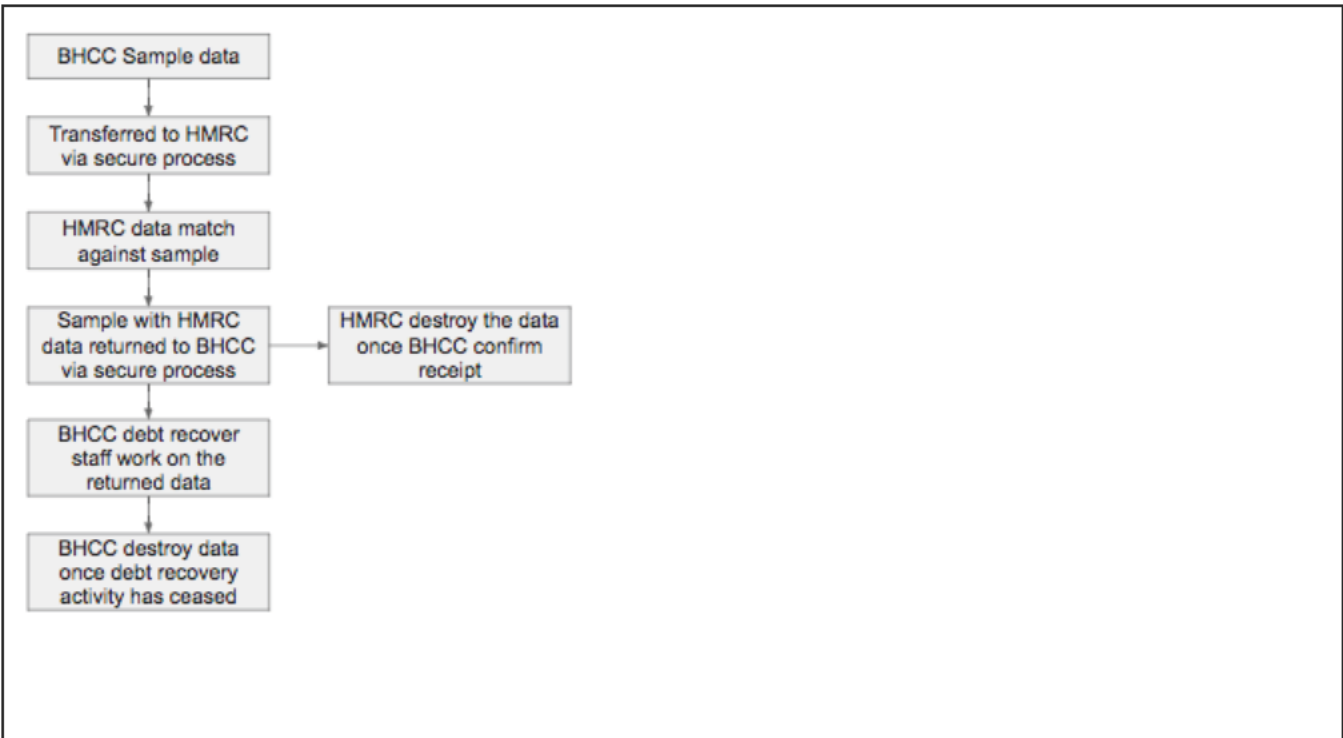 BHCC Sample data
Transferred to HMRC
via secure process
HMRC data match
against sample
Sample with HMRC
data returned to BHCC
via secure process
HMRC destroy the data
once BHCC confirm
receipt
BHCC debt recover
staff work on the
returned data
BHCC destroy data
once debt recovery
activity has ceased